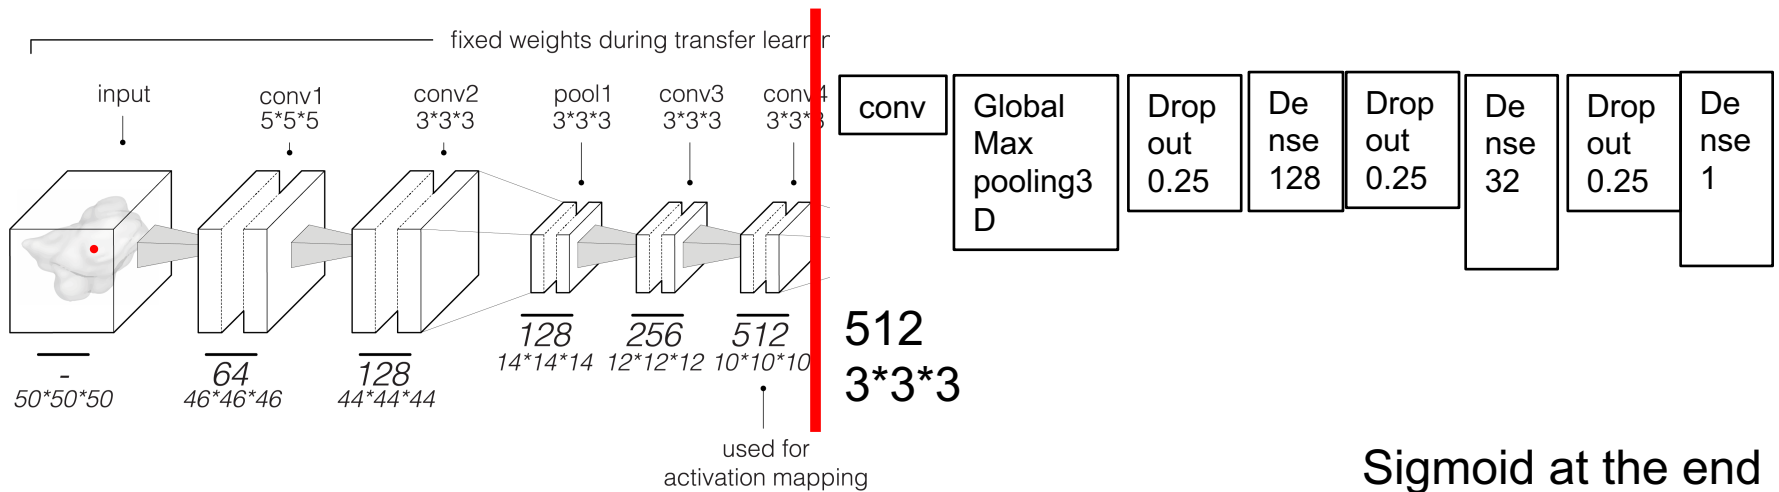 fixed weights during transfer lear
input
conv1
5*5*5
conv2
3*3*3
pool1
3*3*3
conv3
3*3*3
conv4
3*3*3
conv
Global
Max
pooling3
D
Drop
out
0.25
De
nse
128
Drop
out
0.25
De
nse
32
Drop
out
0.25
De
nse
1
-
50*50*50
64
46*46*46
128
44*44*44
128
14*14*14
256
12*12*12
512
10*10*10
512
3*3*3
used for
activation mapping
Sigmoid at the end